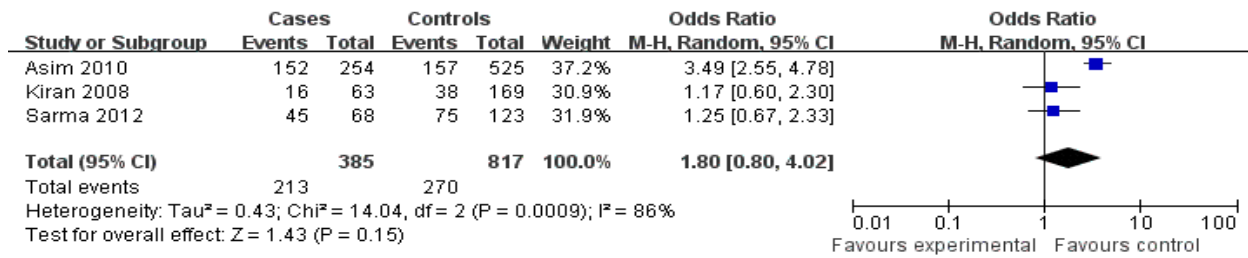 Cases Controls Odds Ratio Odds Ratio
Study or Subgroup Events Total Events Total Weight M-H, Random, 95% CI M-H, Random, 95% CI
Asim 2010 152 254 157 525 37.2% 3.49 [2.55, 4.78]
Kiran 2008 16 63 38 169 30.9% 1.17 [0.60, 2.30]
Sarma 2012 45 68 75 123 31.9% 1.25 [0.67, 2.33]
Total (95% CI) 385 817 100.0% 1.80 [0.80, 4.02]
Total events 213 270
Heterogeneity: Tau² = 0.43; Chi² = 14.04, df = 2 (P = 0.0009); I² = 86%
Test for overall effect: Z = 1.43 (P = 0.15)
0.01 0.1 1 10 100
Favours experimental Favours control